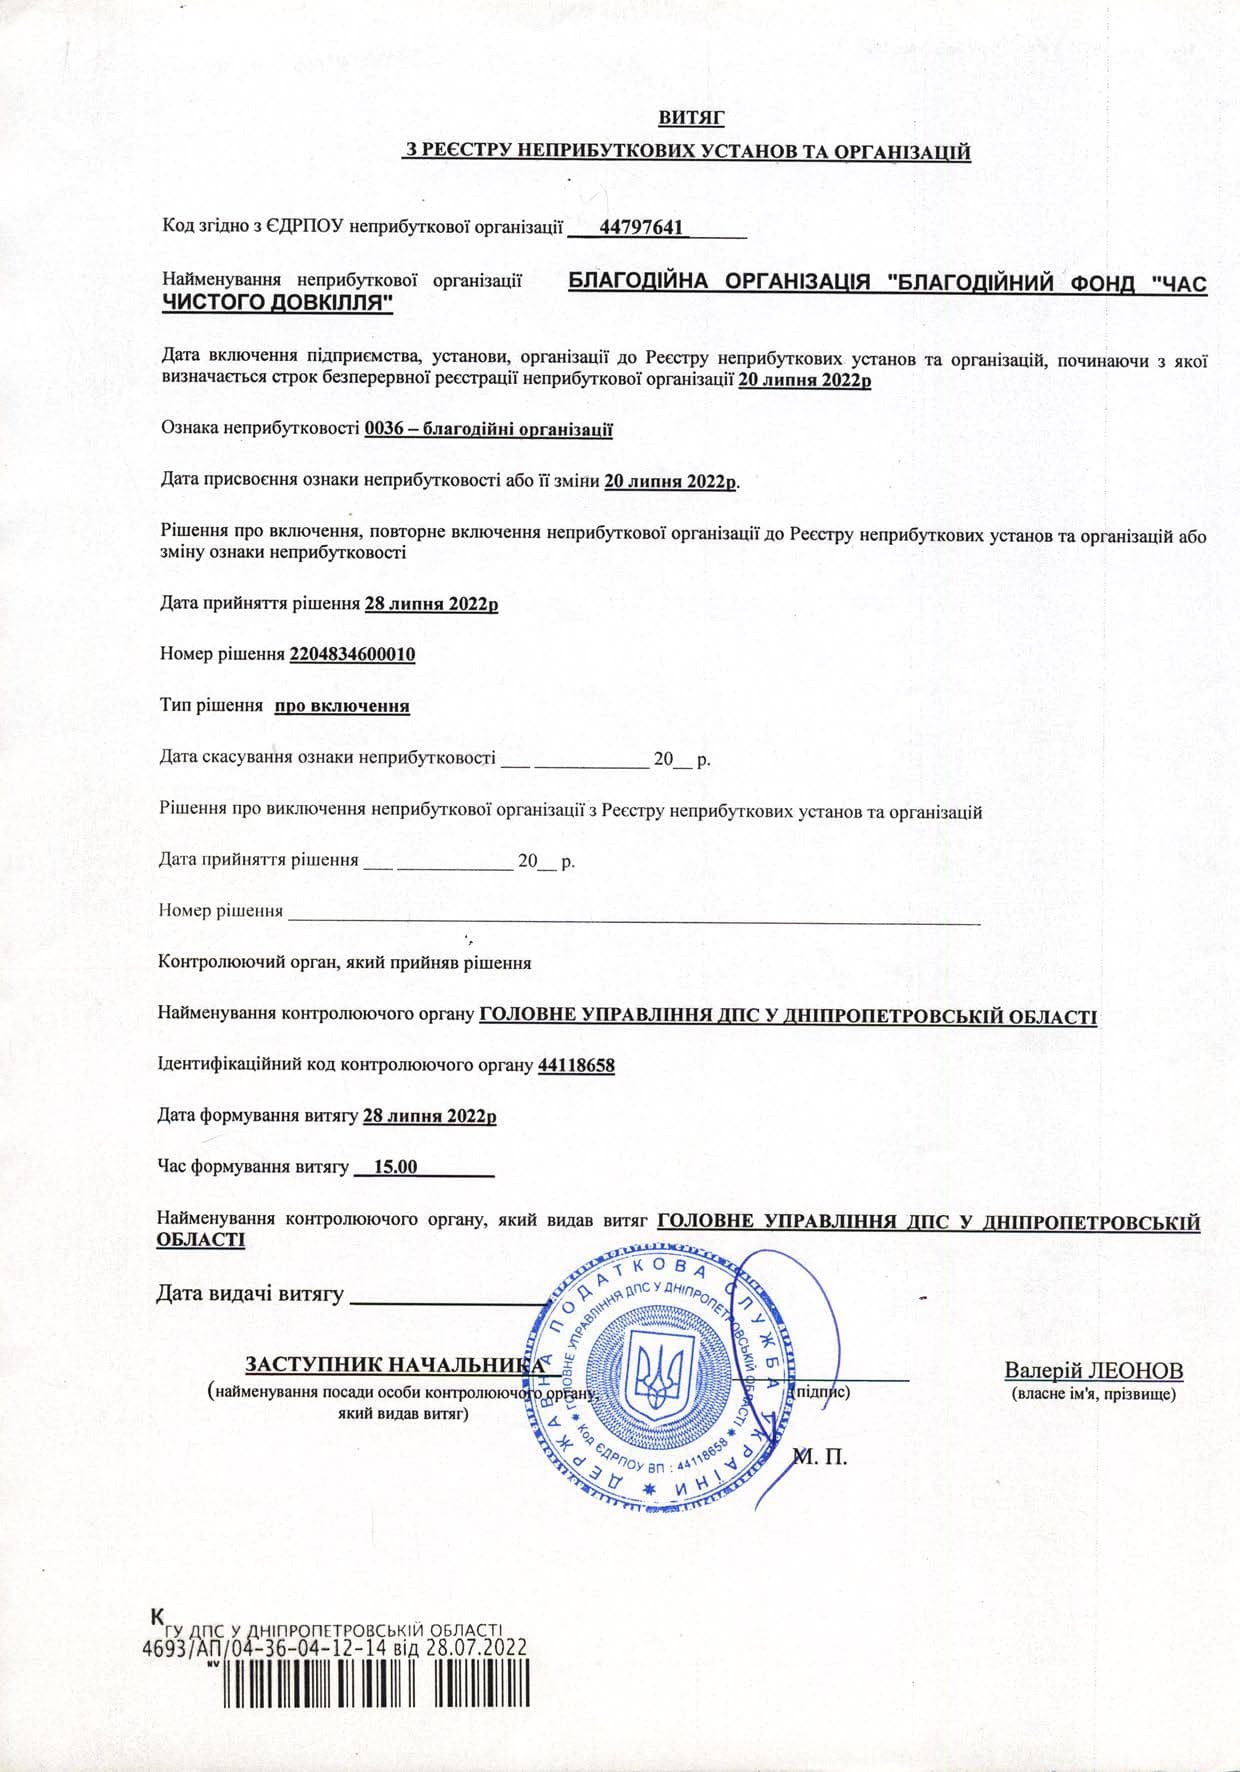 ВИТЯГ
З РЕЄСТРУ НЕПРИБУТКОВИХ УСТАНОВ ТА ОРГАНІЗАЦІЙ
Код згідно з ЄДРПОУ неприбуткової організації 44797641
Найменування неприбуткової організації БЛАГОДІЙНА ОРГАНІЗАЦІЯ "БЛАГОДІЙНИЙ ФОНД "ЧАС
ЧИСТОГО ДОВКІЛЛЯ"
Дата включення підприємства, установи, організації до Реєстру неприбуткових установ та організацій, починаючи з якої
визначається строк безперервної реєстрації неприбуткової організації 20 липня 2022р
Ознака неприбутковості 0036 – благодійні організації
Дата присвоєння ознаки неприбутковості або її зміни 20 липня 2022р.
Рішення про включення, повторне включення неприбуткової організації до Реєстру неприбуткових установ та організацій або
зміну ознаки неприбутковості
Дата прийняття рішення 28 липня 2022р
Номер рішення 2204834600010
Тип рішення про включення
Дата скасування ознаки неприбутковості ___ ____________ 20__ р.
Рішення про виключення неприбуткової організації з Реєстру неприбуткових установ та організацій
Дата прийняття рішення ___ ____________ 20__ р.
Номер рішення ____________
Контролюючий орган, який прийняв рішення
Найменування контролюючого органу ГОЛОВНЕ УПРАВЛІННЯ ДПС У ДНІПРОПЕТРОВСЬКІЙ ОБЛАСТІ
Ідентифікаційний код контролюючого органу 44118658
Дата формування витягу 28 липня 2022р
Час формування витягу 15.00
Найменування контролюючого органу, який видав витяг ГОЛОВНЕ УПРАВЛІННЯ ДПС У ДНІПРОПЕТРОВСЬКІЙ
ОБЛАСТІ
Дата видачі витягу ____________
ДЕРЖАВНА ПОДАТКОВА СЛУЖБА УКРАЇНИ
ГОЛОВНЕ УПРАВЛІННЯ ДПС У ДНІПРОПЕТРОВСЬКІЙ ОБЛАСТІ
Код ЄДРПОУ ВП : 44118658
ЗАСТУПНИК НАЧАЛЬНИКА Валерій ЛЕОНОВ
(найменування посади особи контролюючого органу, (підпис) (власне ім'я, прізвище)
який видав витяг)
М. П.
К
ГУ ДПС У ДНІПРОПЕТРОВСЬКІЙ ОБЛАСТІ
4693/АП/04-36-04-12-14 від 28.07.2022
NV